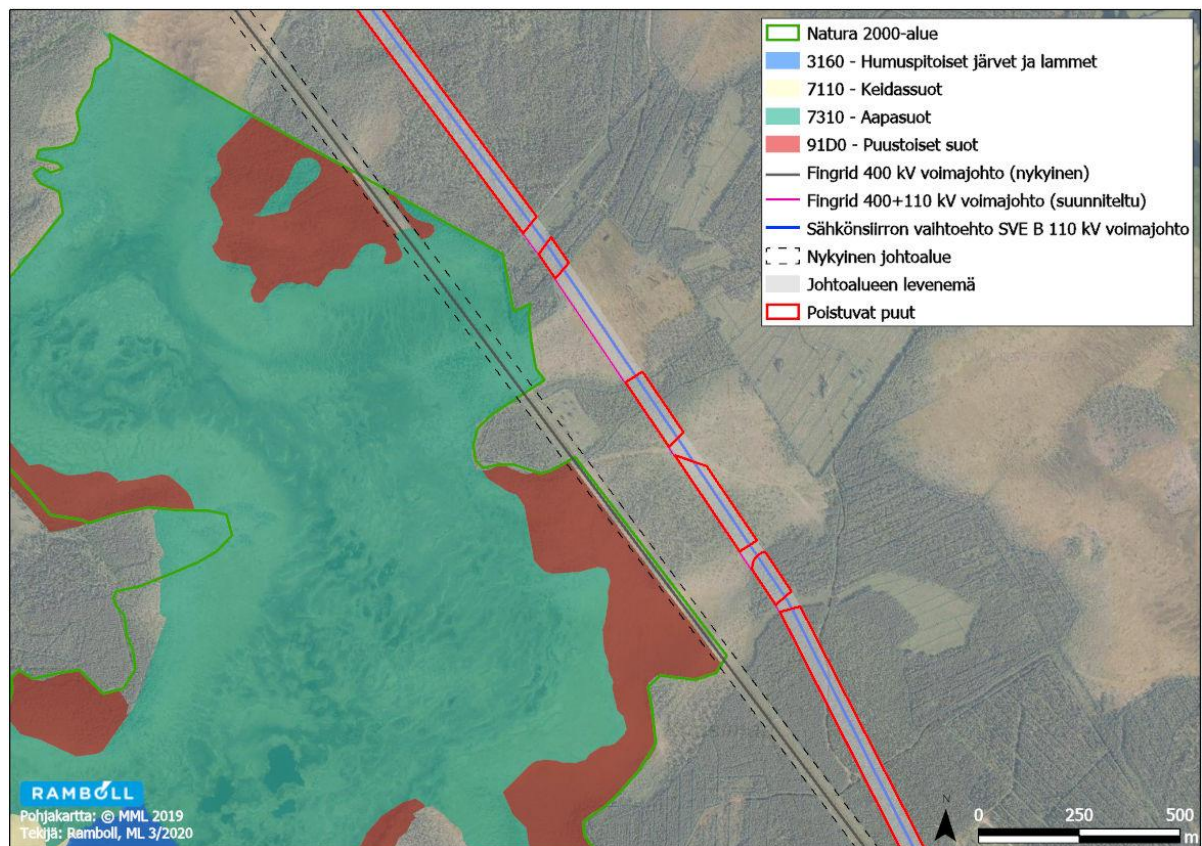 Natura 2000-alue
3160 - Humuspitoiset järvet ja lammet
7110 - Keidassuot
7310 - Aapasuot
91D0 - Puustoiset suot
Fingrid 400 kV voimajohto (nykyinen)
Fingrid 400+110 kV voimajohto (suunniteltu)
Sähkönsiirron vaihtoehto SVE B 110 kV voimajohto
Nykyinen johtoalue
Johtoalueen levenemä
Poistuvat puut
RAMBOLL
Pohjakartta: © MML 2019
Tekijä: Ramboll, ML 3/2020
N
0 250 500
m